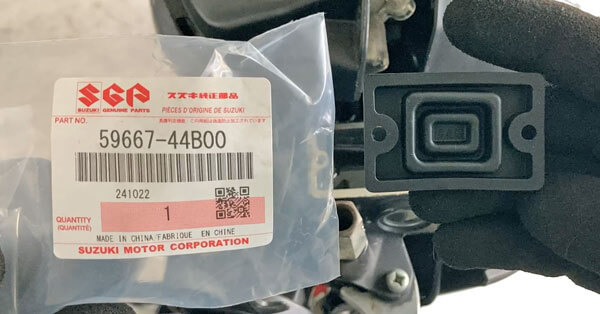 SGP
SUZUKI GENUINE PARTS
スズキ純正部品
PIÈCES D'ORIGINE DE SUZUKI
PART NO.
59667-44B00
241022
QUANTITY
(QUANTITÉ)
1
MADE IN CHINA FABRIQUE EN CHINE
SUZUKI MOTOR CORPORATION